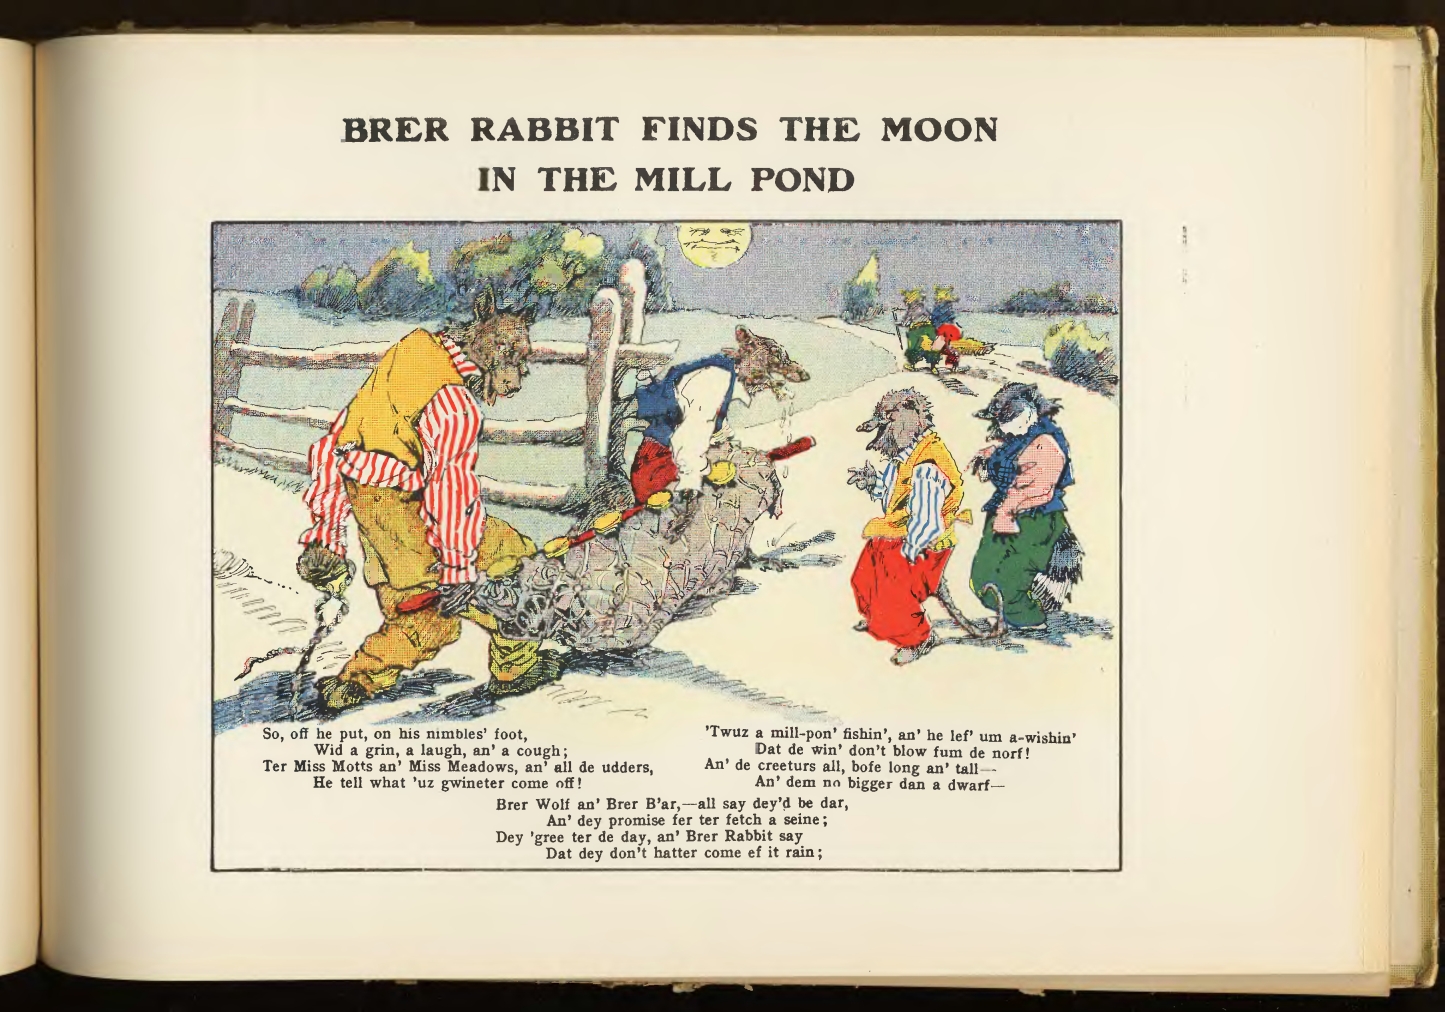 BRER RABBIT FINDS THE MOON
IN THE MILL POND
So, off he put, on his nimbles' foot,
Wid a grin, a laugh, an' a cough;
Ter Miss Motts an' Miss Meadows, an' all de udders,
He tell what 'uz gwineter come off!
'Twuz a mill-pon' fishin', an' he lef' um a-wishin'
Dat de win' don't blow fum de norf!
An' de creeturs all, bofe long an' tall—
An' dem no bigger dan a dwarf—
Brer Wolf an' Brer B'ar,—all say dey'd be dar,
An' dey promise fer ter fetch a seine;
Dey 'gree ter de day, an' Brer Rabbit say
Dat dey don't hatter come ef it rain;